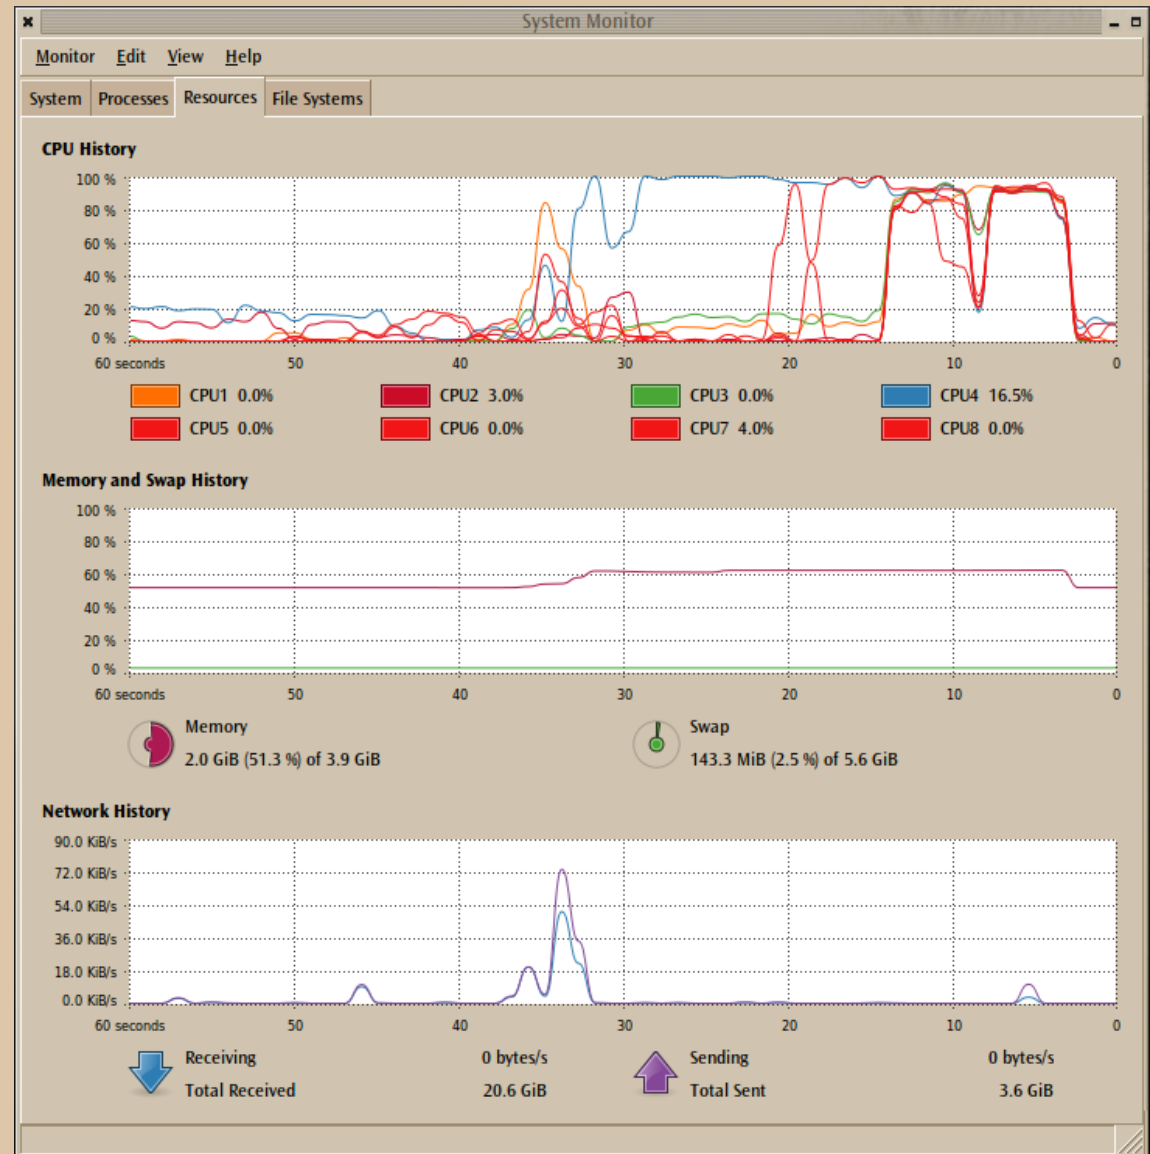 System Monitor
Monitor Edit View Help
System Processes Resources File Systems
CPU History
100 %
80 %
60 %
40 %
20 %
0 %
60 seconds 50 40 30 20 10 0
CPU1 0.0% CPU2 3.0% CPU3 0.0% CPU4 16.5%
CPU5 0.0% CPU6 0.0% CPU7 4.0% CPU8 0.0%
Memory and Swap History
100 %
80 %
60 %
40 %
20 %
0 %
60 seconds 50 40 30 20 10 0
Memory Swap
2.0 GiB (51.3 %) of 3.9 GiB 143.3 MiB (2.5 %) of 5.6 GiB
Network History
90.0 KiB/s
72.0 KiB/s
54.0 KiB/s
36.0 KiB/s
18.0 KiB/s
0.0 KiB/s
60 seconds 50 40 30 20 10 0
Receiving 0 bytes/s Sending 0 bytes/s
Total Received 20.6 GiB Total Sent 3.6 GiB